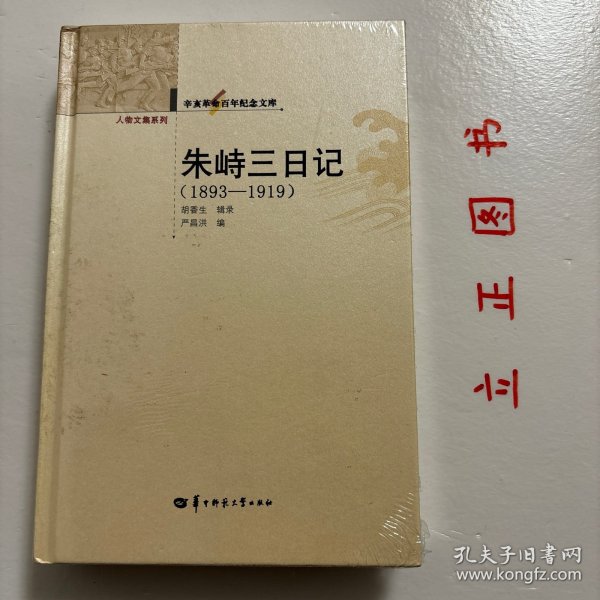 辛亥革命百年纪念文库
人物文集系列
朱峙三日记
（1893—1919）
胡香生 辑录
严昌洪 编
华中师范大学出版社
立正图书
孔夫子旧书网
www.kongfz.com